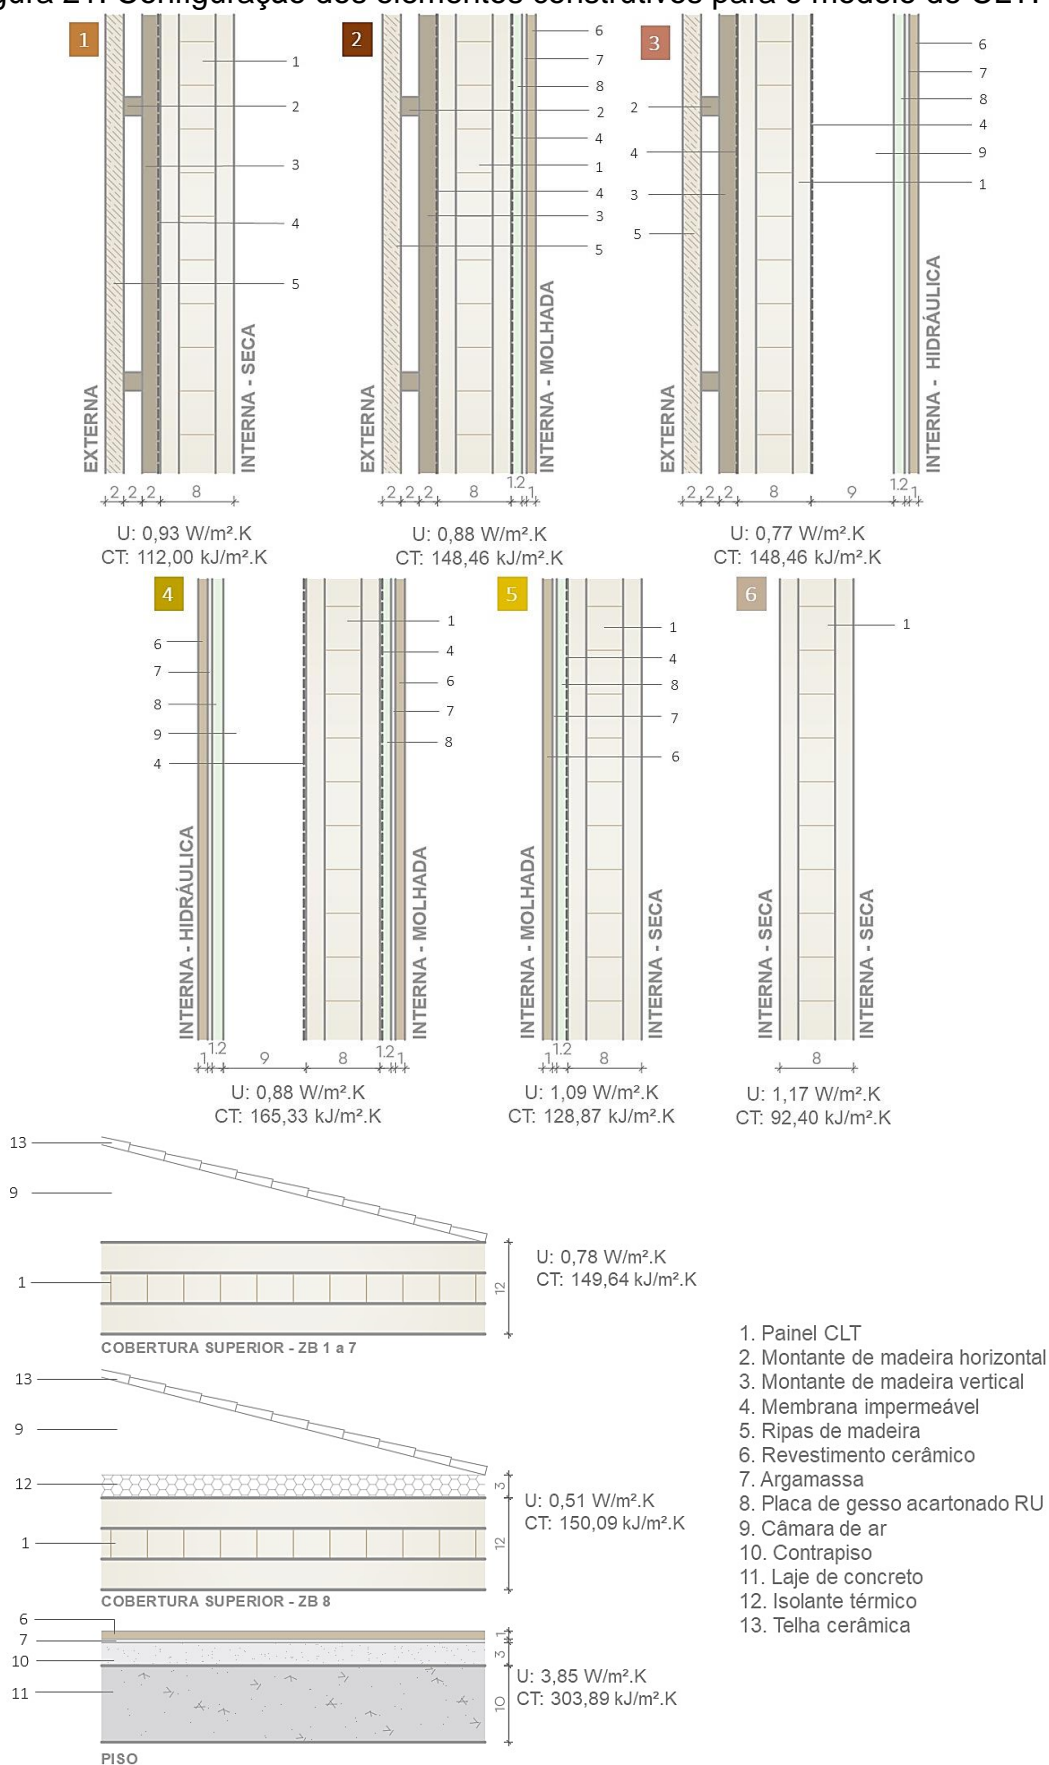 gura 21: Configuração dos elementos construtivos para o modelo de CLT.
1
1
2
3
4
5
EXTERNA
INTERNA - SECA
2 2 2 8
U: 0,93 W/m².K
CT: 112,00 kJ/m².K
2
6
7
8
2
4
1
4
3
5
EXTERNA
INTERNA - MOLHADA
2 2 2 8 1.2 1
U: 0,88 W/m².K
CT: 148,46 kJ/m².K
3
2
4
3
5
6
7
8
4
9
1
EXTERNA
INTERNA - HIDRÁULICA
2 2 2 8 9 1.2 1
U: 0,77 W/m².K
CT: 148,46 kJ/m².K
4
6
7
8
9
4
1
4
6
7
8
INTERNA - HIDRÁULICA
INTERNA - MOLHADA
1 1.2 9 8 1.2 1
U: 0,88 W/m².K
CT: 165,33 kJ/m².K
5
1
4
8
7
6
INTERNA - MOLHADA
INTERNA - SECA
1 1.2 8
U: 1,09 W/m².K
CT: 128,87 kJ/m².K
6
1
INTERNA - SECA
INTERNA - SECA
8
U: 1,17 W/m².K
CT: 92,40 kJ/m².K
13
9
1
12
U: 0,78 W/m².K
CT: 149,64 kJ/m².K
COBERTURA SUPERIOR - ZB 1 a 7
13
9
12
1
3
12
U: 0,51 W/m².K
CT: 150,09 kJ/m².K
COBERTURA SUPERIOR - ZB 8
6
7
10
11
1
3
10
U: 3,85 W/m².K
CT: 303,89 kJ/m².K
PISO
1. Painel CLT
2. Montante de madeira horizontal
3. Montante de madeira vertical
4. Membrana impermeável
5. Ripas de madeira
6. Revestimento cerâmico
7. Argamassa
8. Placa de gesso acartonado RU
9. Câmara de ar
10. Contrapiso
11. Laje de concreto
12. Isolante térmico
13. Telha cerâmica